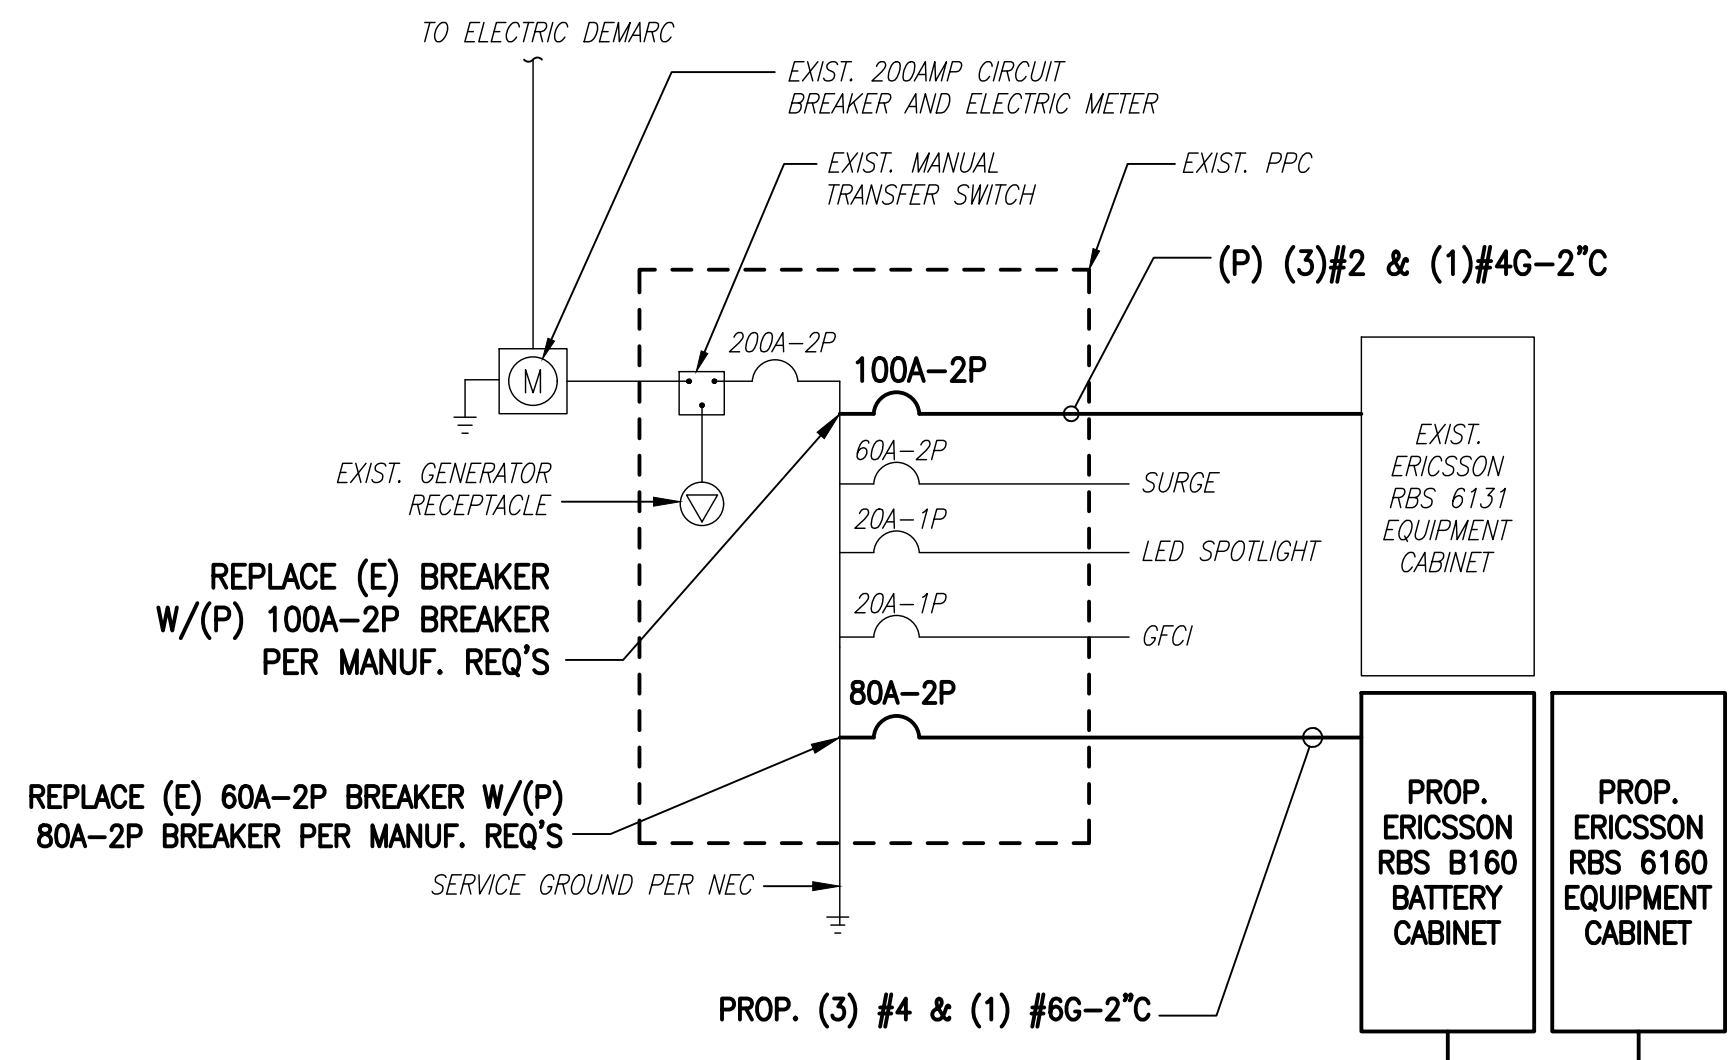 TO ELECTRIC DEMARC
EXIST. 200AMP CIRCUIT
BREAKER AND ELECTRIC METER
EXIST. MANUAL
TRANSFER SWITCH
EXIST. PPC
(P) (3)#2 & (1)#4G-2"C
200A-2P
100A-2P
M
60A-2P
SURGE
20A-1P
LED SPOTLIGHT
20A-1P
GFCI
80A-2P
EXIST. GENERATOR
RECEPTACLE
REPLACE (E) BREAKER
W/(P) 100A-2P BREAKER
PER MANUF. REQ'S
REPLACE (E) 60A-2P BREAKER W/(P)
80A-2P BREAKER PER MANUF. REQ'S
SERVICE GROUND PER NEC
PROP. (3) #4 & (1) #6G-2"C
EXIST.
ERICSSON
RBS 6131
EQUIPMENT
CABINET
PROP.
ERICSSON
RBS B160
BATTERY
CABINET
PROP.
ERICSSON
RBS 6160
EQUIPMENT
CABINET